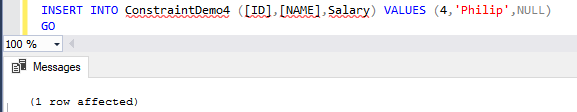 INSERT INTO ConstraintDemo4 ([ID],[NAME],Salary) VALUES (4,'Philip',NULL)
GO
100 %
Messages
(1 row affected)